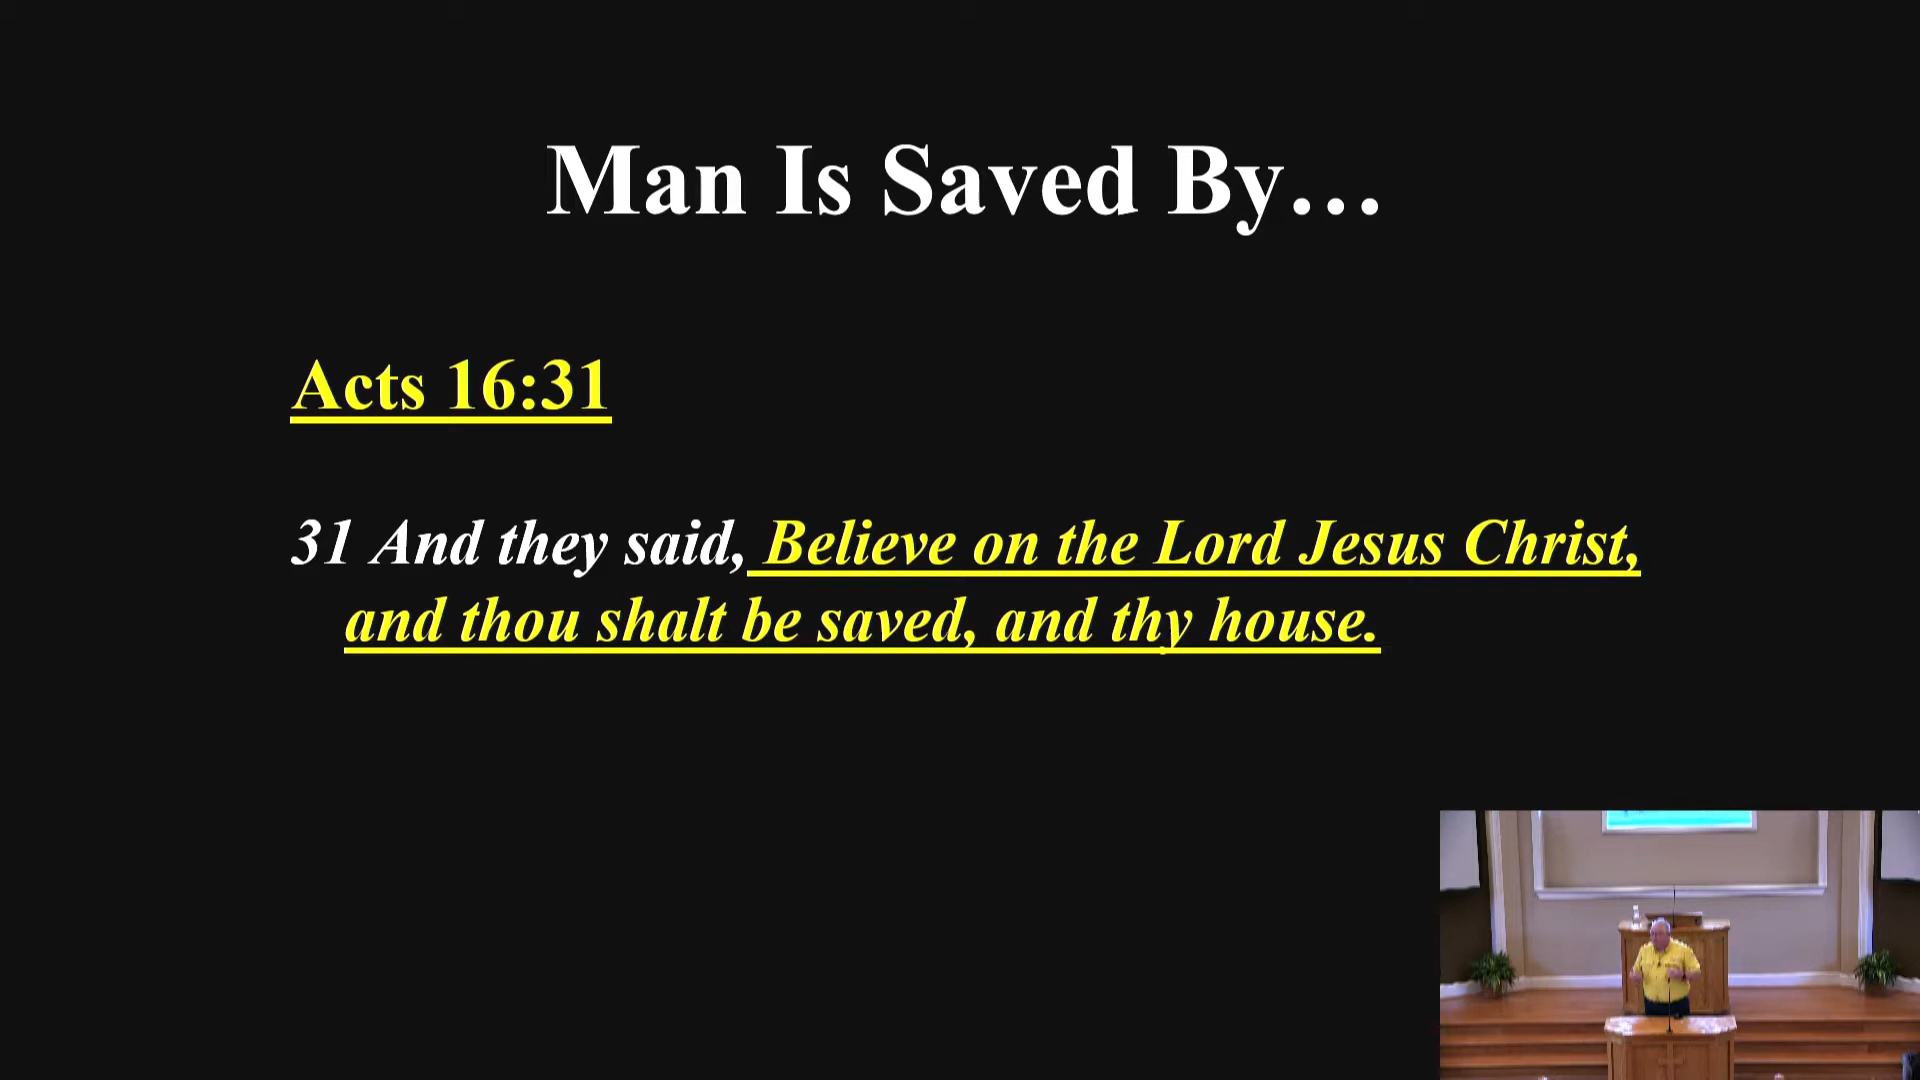 Man Is Saved By…
Acts 16:31
31 And they said, Believe on the Lord Jesus Christ,
and thou shalt be saved, and thy house.